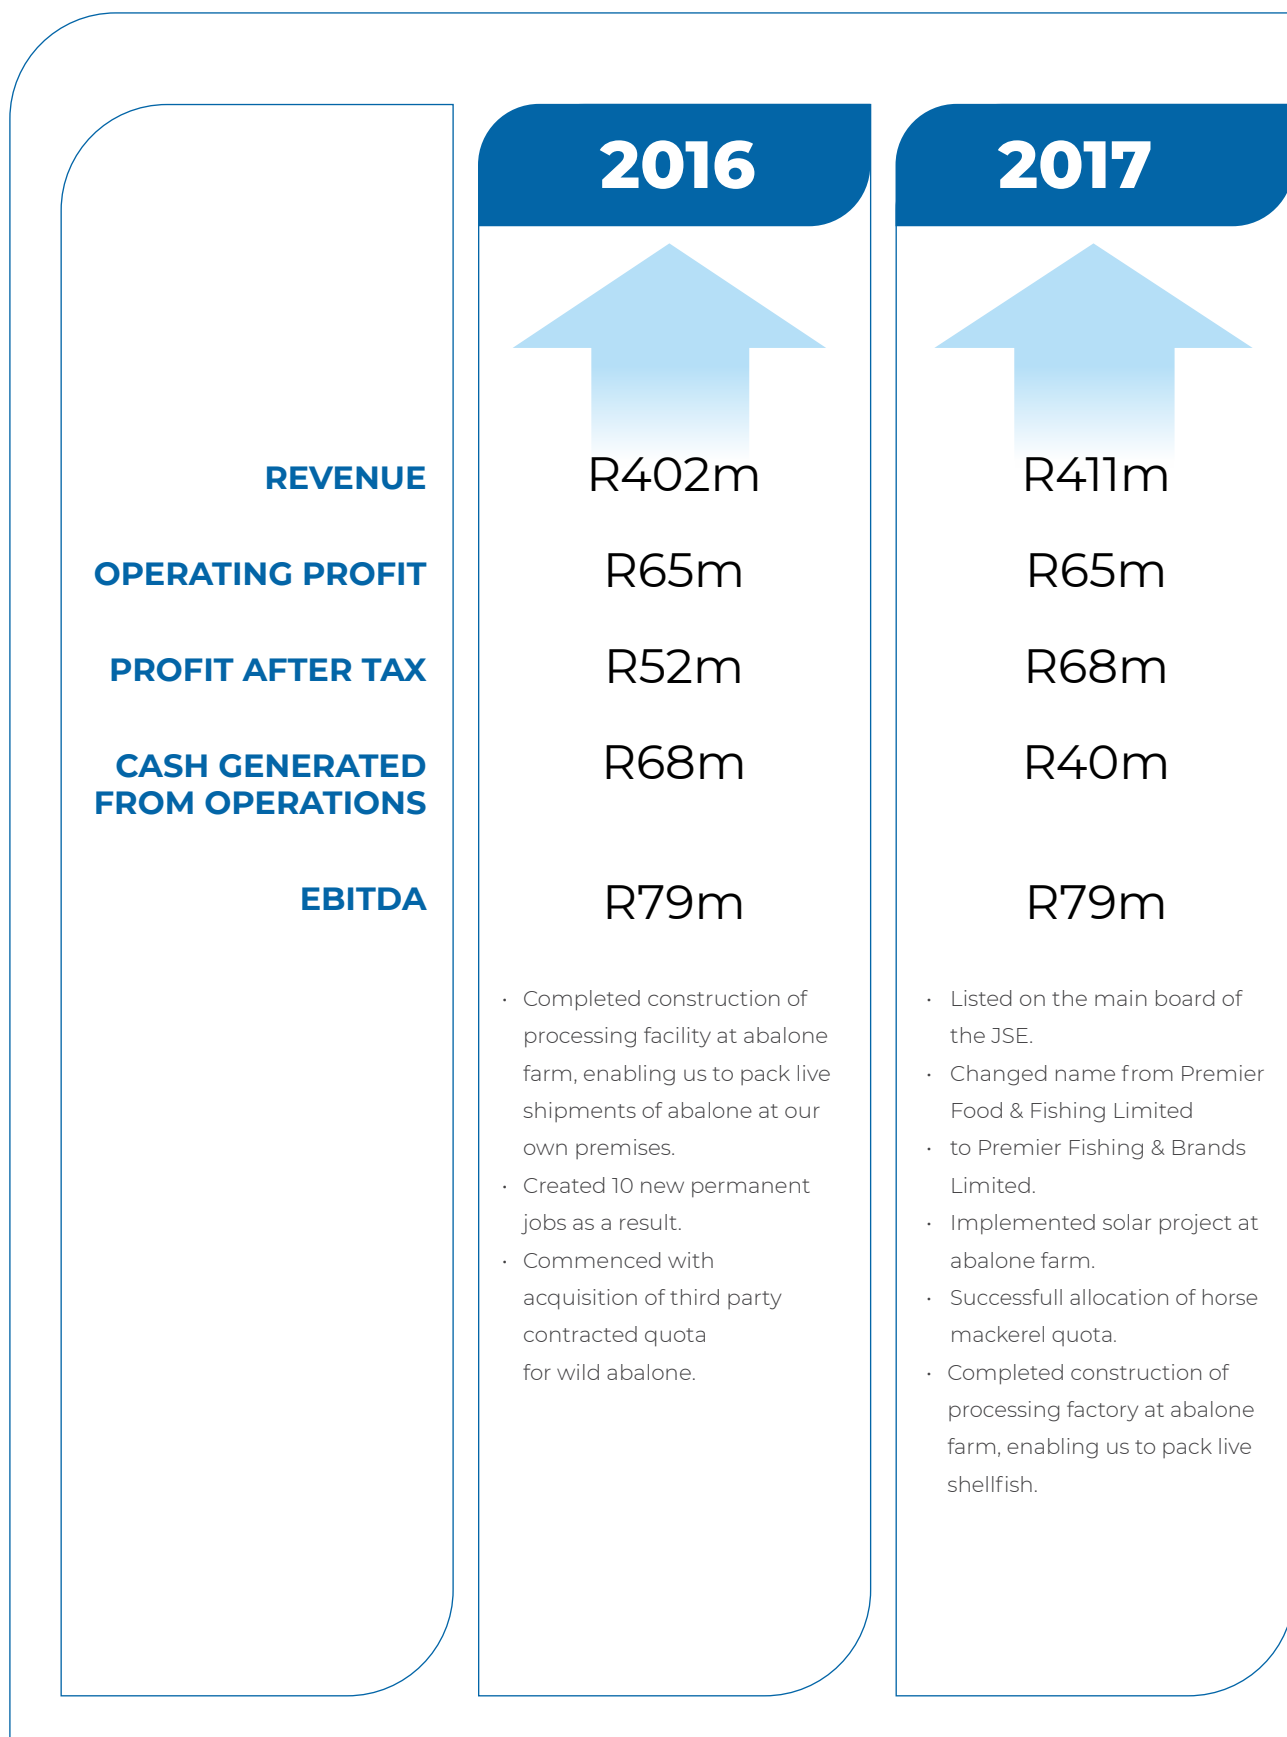 2016
2017
REVENUE
R402m
R411m
OPERATING PROFIT
R65m
R65m
PROFIT AFTER TAX
R52m
R68m
CASH GENERATED
FROM OPERATIONS
R68m
R40m
EBITDA
R79m
R79m
• Completed construction of
processing facility at abalone
farm, enabling us to pack live
shipments of abalone at our
own premises.
• Created 10 new permanent
jobs as a result.
• Commenced with
acquisition of third party
contracted quota
for wild abalone.
• Listed on the main board of
the JSE.
• Changed name from Premier
Food & Fishing Limited
• to Premier Fishing & Brands
Limited.
• Implemented solar project at
abalone farm.
• Successfull allocation of horse
mackerel quota.
• Completed construction of
processing factory at abalone
farm, enabling us to pack live
shellfish.